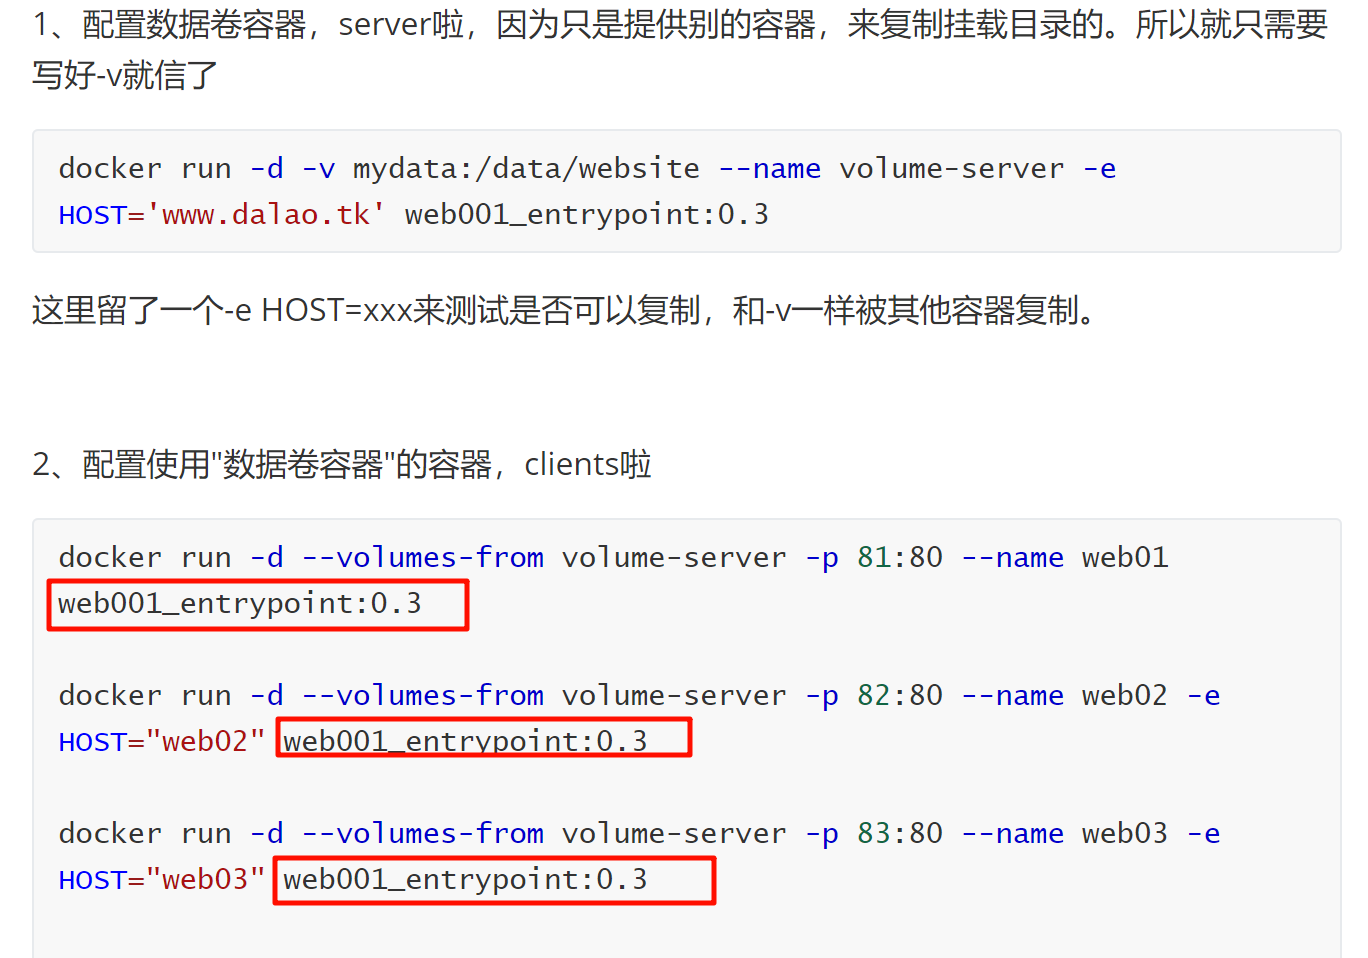 1、配置数据卷容器，server啦，因为只是提供别的容器，来复制挂载目录的。所以就只需要
写好-v就信了
docker run -d -v mydata:/data/website --name volume-server -e
HOST='www.dalao.tk' web001_entrypoint:0.3
这里留了一个-e HOST=xxx来测试是否可以复制，和-v一样被其他容器复制。
2、配置使用"数据卷容器"的容器，clients啦
docker run -d --volumes-from volume-server -p 81:80 --name web01
web001_entrypoint:0.3
docker run -d --volumes-from volume-server -p 82:80 --name web02 -e
HOST="web02" web001_entrypoint:0.3
docker run -d --volumes-from volume-server -p 83:80 --name web03 -e
HOST="web03" web001_entrypoint:0.3